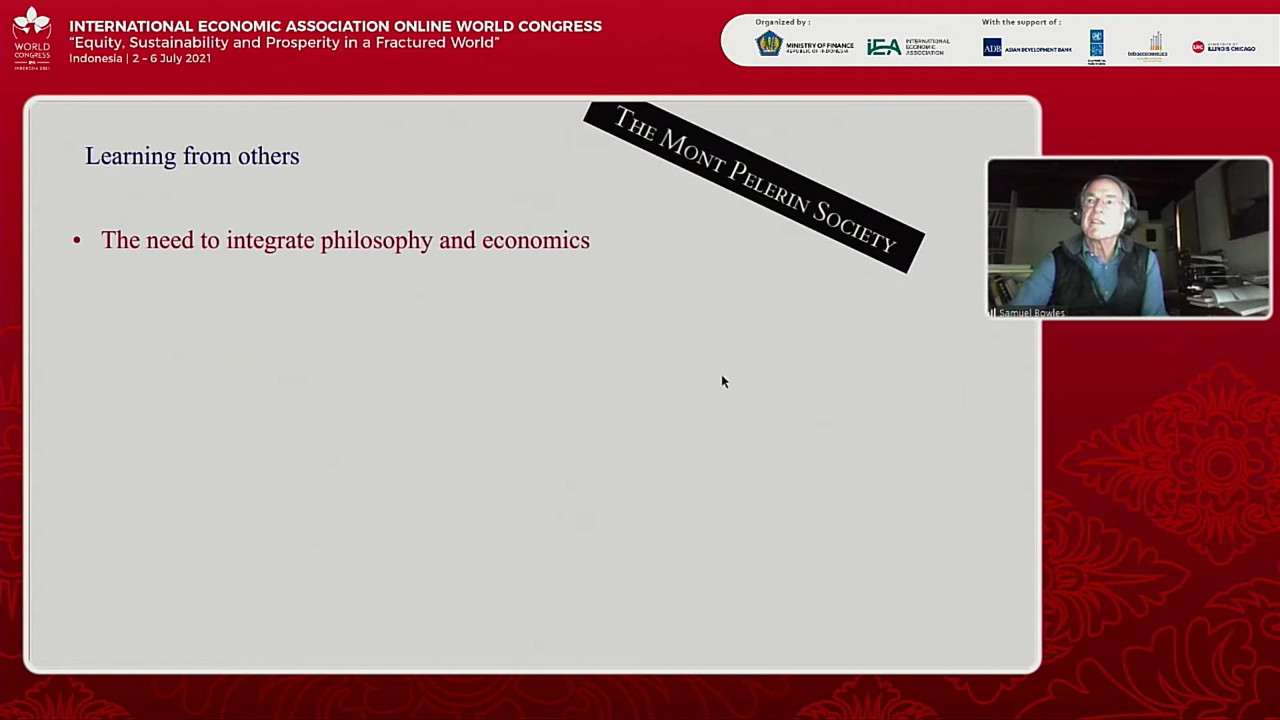 INTERNATIONAL ECONOMIC ASSOCIATION ONLINE WORLD CONGRESS
"Equity, Sustainability and Prosperity in a Fractured World"
Indonesia | 2 - 6 July 2021
WORLD
CONGRESS
Organized by :
MINISTRY OF FINANCE
REPUBLIC OF INDONESIA
iEA
INTERNATIONAL
ECONOMIC
ASSOCIATION
With the support of :
ADB
ASIAN DEVELOPMENT BANK
tobacconomics
UIC
ILLINOIS CHICAGO
THE MONT PELERIN SOCIETY
Learning from others
• The need to integrate philosophy and economics
Samuel Bowles